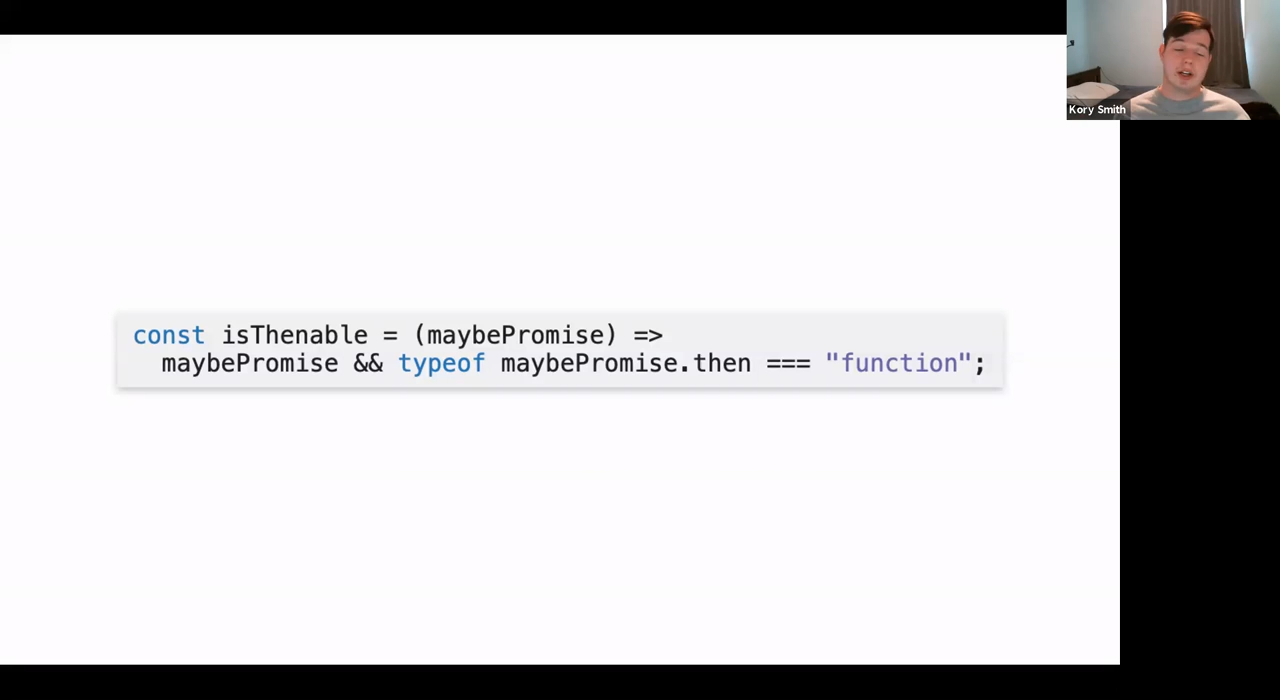 Kory Smith
const isThenable = (maybePromise) =>
  maybePromise && typeof maybePromise.then === "function";